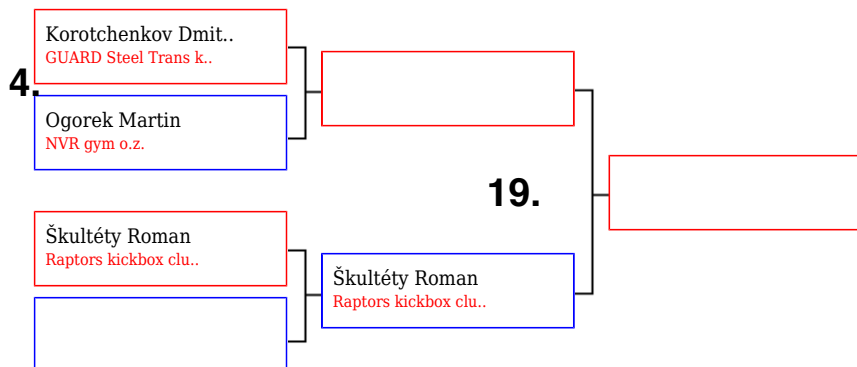 Korotchenkov Dmit..
GUARD Steel Trans k..
4.
Ogorek Martin
NVR gym o.z.
19.
Škultéty Roman
Raptors kickbox clu..
Škultéty Roman
Raptors kickbox clu..